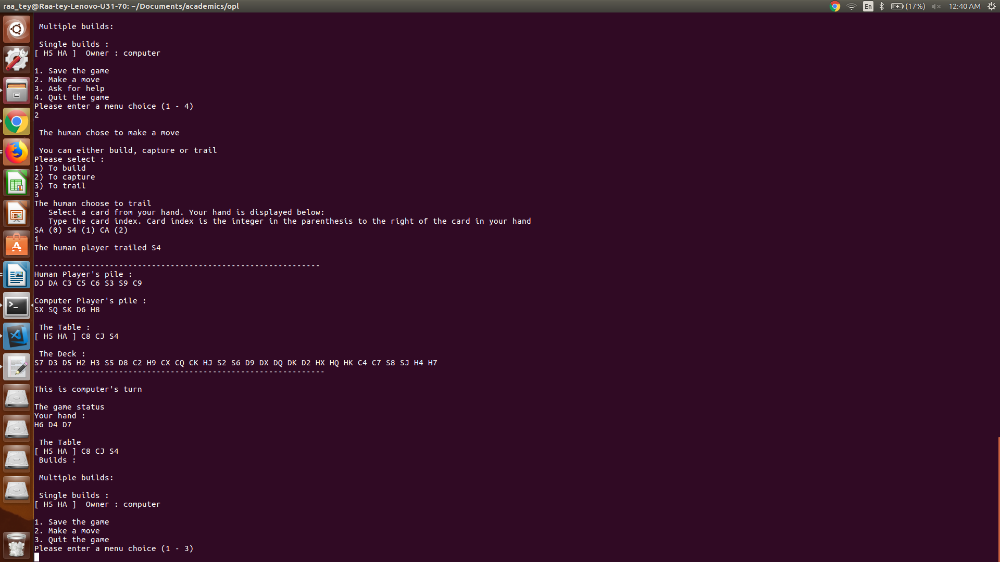 raa_tey@Raa-tey-Lenovo-U31-70: ~/Documents/academics/opl
En (17%) 12:40 AM
Multiple builds:
Single builds :
[ H5 HA ]  Owner : computer
1. Save the game
2. Make a move
3. Ask for help
4. Quit the game
Please enter a menu choice (1 - 4)
2
The human chose to make a move
You can either build, capture or trail
Please select :
1) To build
2) To capture
3) To trail
3
The human choose to trail
Select a card from your hand. Your hand is displayed below:
Type the card index. Card index is the integer in the parenthesis to the right of the card in your hand
SA (0) S4 (1) CA (2)
1
The human player trailed S4
-------------------------------------------------------------
Human Player's pile :
DJ DA C3 C5 C6 S3 S9 C9
Computer Player's pile :
SX SQ SK D6 H8
The Table :
[ H5 HA ] C8 CJ S4
The Deck :
S7 D3 D5 H2 H3 S5 D8 C2 H9 CX CQ CK HJ S2 S6 D9 DX DQ DK D2 HX HQ HK C4 C7 S8 SJ H4 H7
--------------------------------------------------------------
This is computer's turn
The game status
Your hand :
H6 D4 D7
The Table
[ H5 HA ] C8 CJ S4
Builds :
Multiple builds:
Single builds :
[ H5 HA ]  Owner : computer
1. Save the game
2. Make a move
3. Quit the game
Please enter a menu choice (1 - 3)